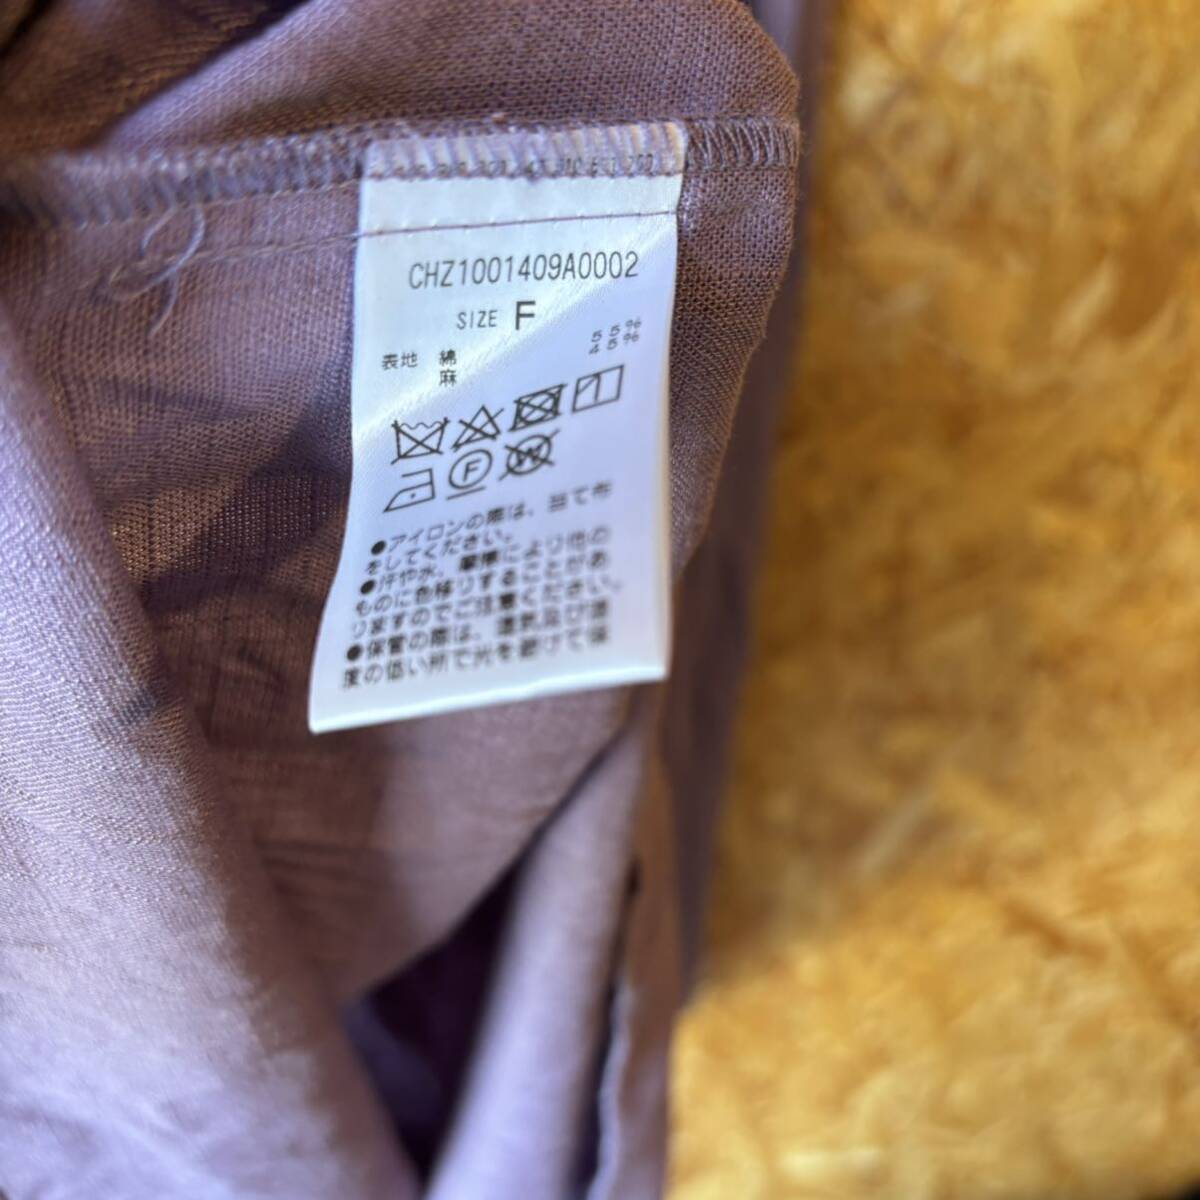 CHZ1001409A0002
SIZE F
表地 綿 55%
麻 45%
F
W
●アイロンの際は、当て布
をしてください。
●汗や水、摩擦により他の
ものに色移りすることがあ
りますのでご注意ください。
●保管の際は、湿気及び温
度の低い所で光を避けて保